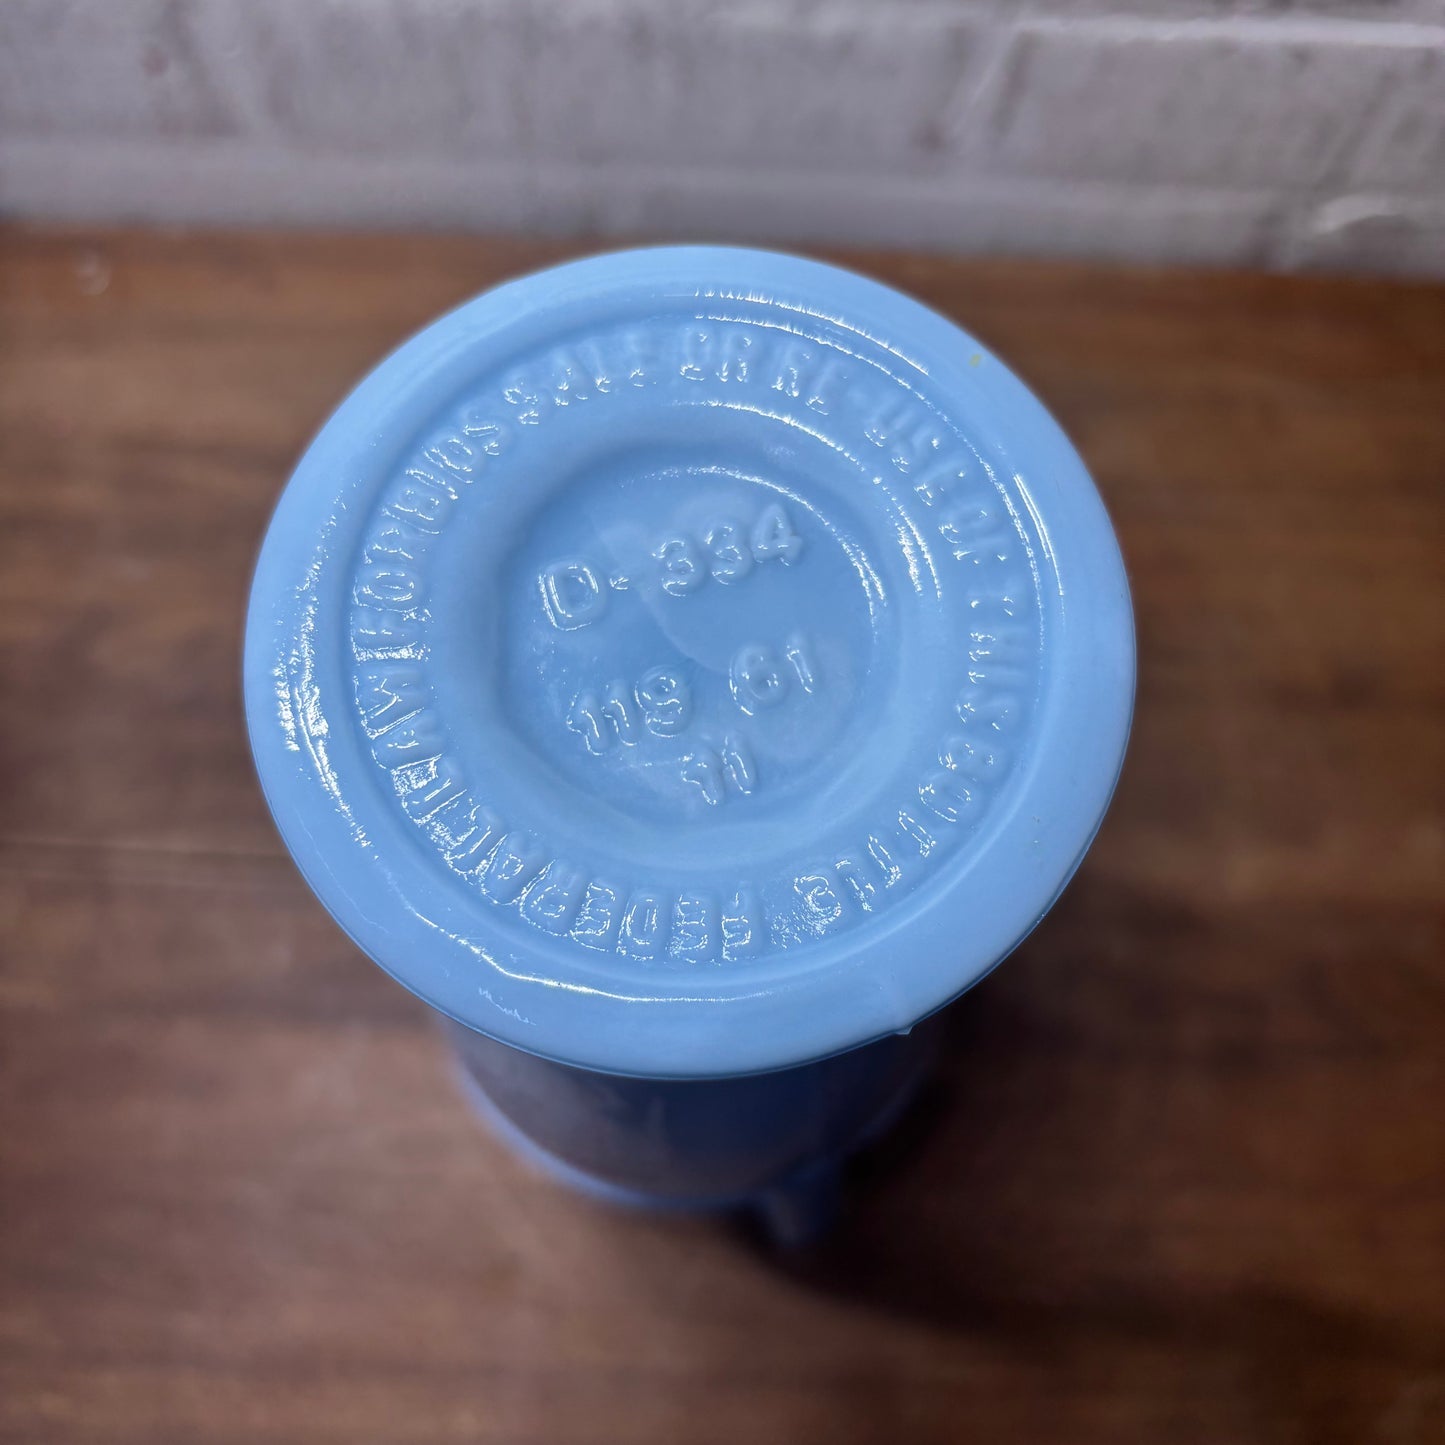 FEDERAL LAW FORBIDS SALE OR RE-USE OF THIS BOTTLE
D-334
119 61
11